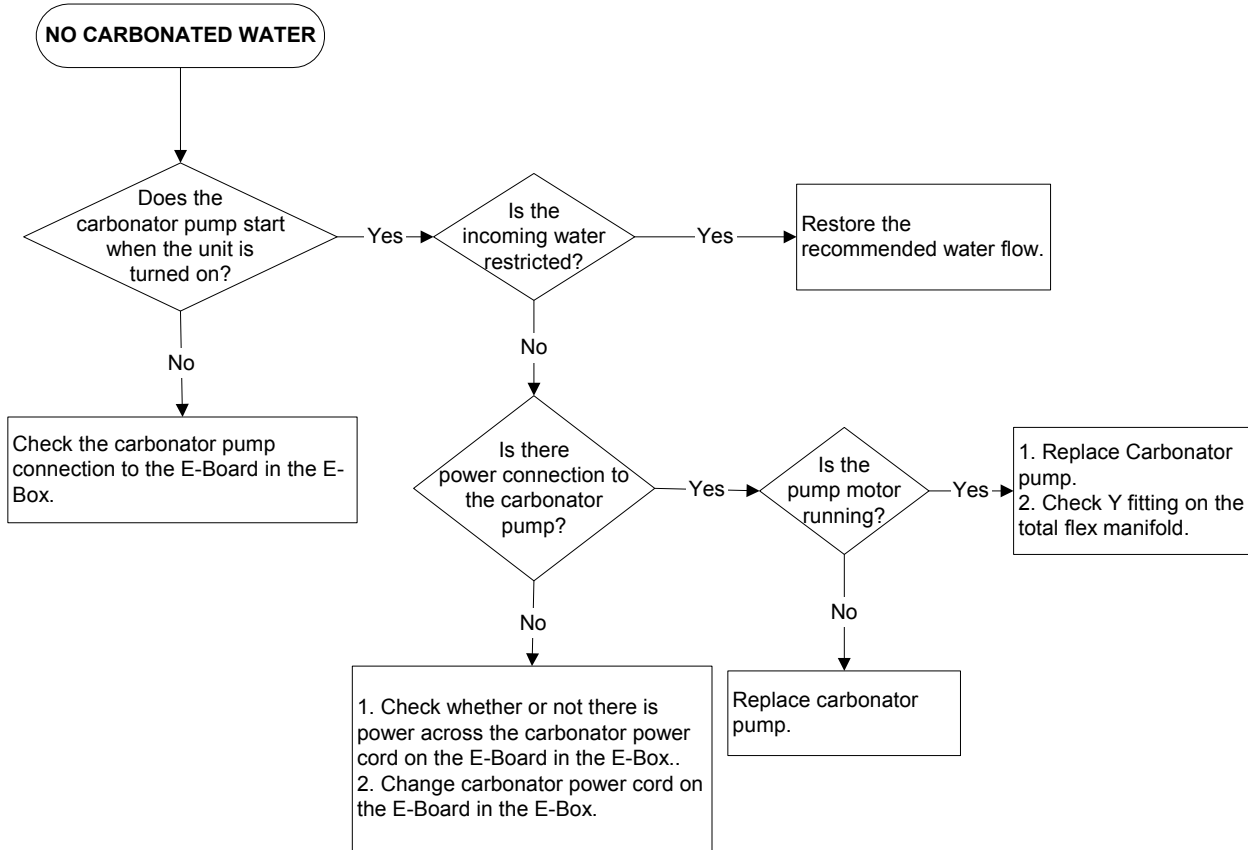 NO CARBONATED WATER
Does the
carbonator pump start
when the unit is
turned on?
Yes
Is the
incoming water
restricted?
Yes
Restore the
recommended water flow.
No
Check the carbonator pump
connection to the E-Board in the E-
Box.
No
Is there
power connection to
the carbonator
pump?
Yes
Is the
pump motor
running?
Yes
1. Replace Carbonator
pump.
2. Check Y fitting on the
total flex manifold.
No
1. Check whether or not there is
power across the carbonator power
cord on the E-Board in the E-Box..
2. Change carbonator power cord on
the E-Board in the E-Box.
No
Replace carbonator
pump.